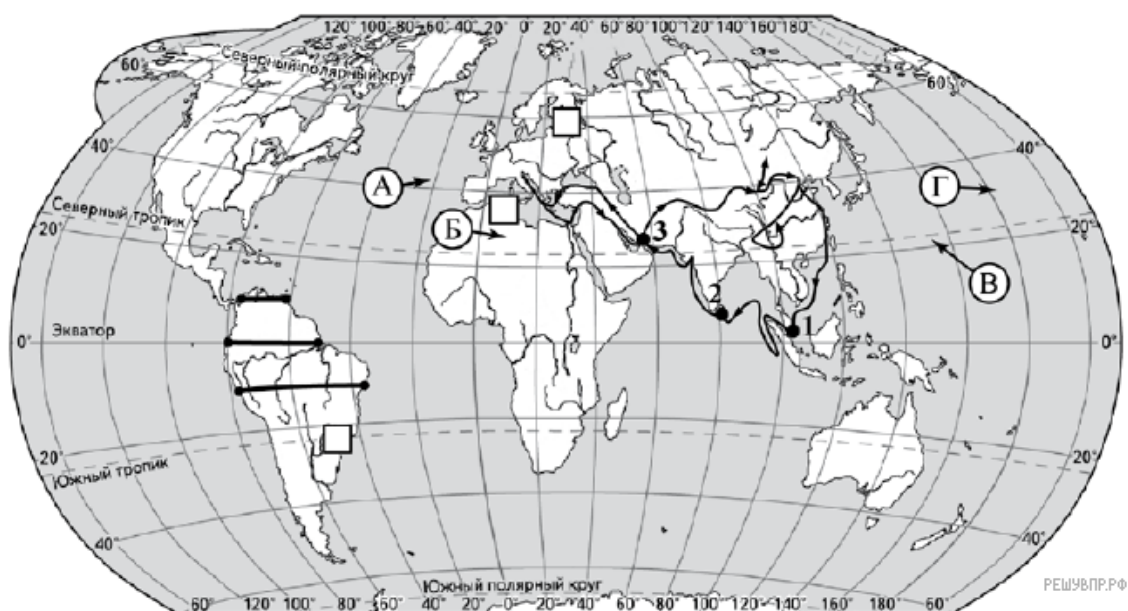 120° 100° 80° 60° 40° 20° 0° 20° 40° 60° 80° 100° 120° 140° 160° 180°
Северный полярный круг
60° 60°
40° 40°
А Г
Северный тропик
20° 20°
Б 3
В
2
Экватор 1
0° 0°
20° 20°
Южный тропик
40° 40°
Южный полярный круг
60° 120° 100° 80° 60° 40° 20° 0° 20° 40° 60° 80° 100° 120° 140° 160° 60°
РЕШУВПР.РФ